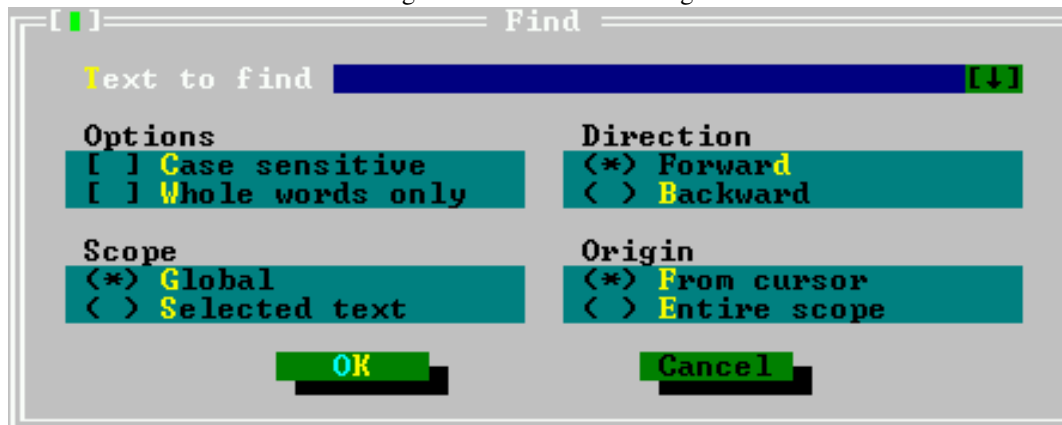 [■] Find
Text to find [↓]
Options
[ ] Case sensitive
[ ] Whole words only
Direction
(*) Forward
( ) Backward
Scope
(*) Global
( ) Selected text
Origin
(*) From cursor
( ) Entire scope
OK
Cancel